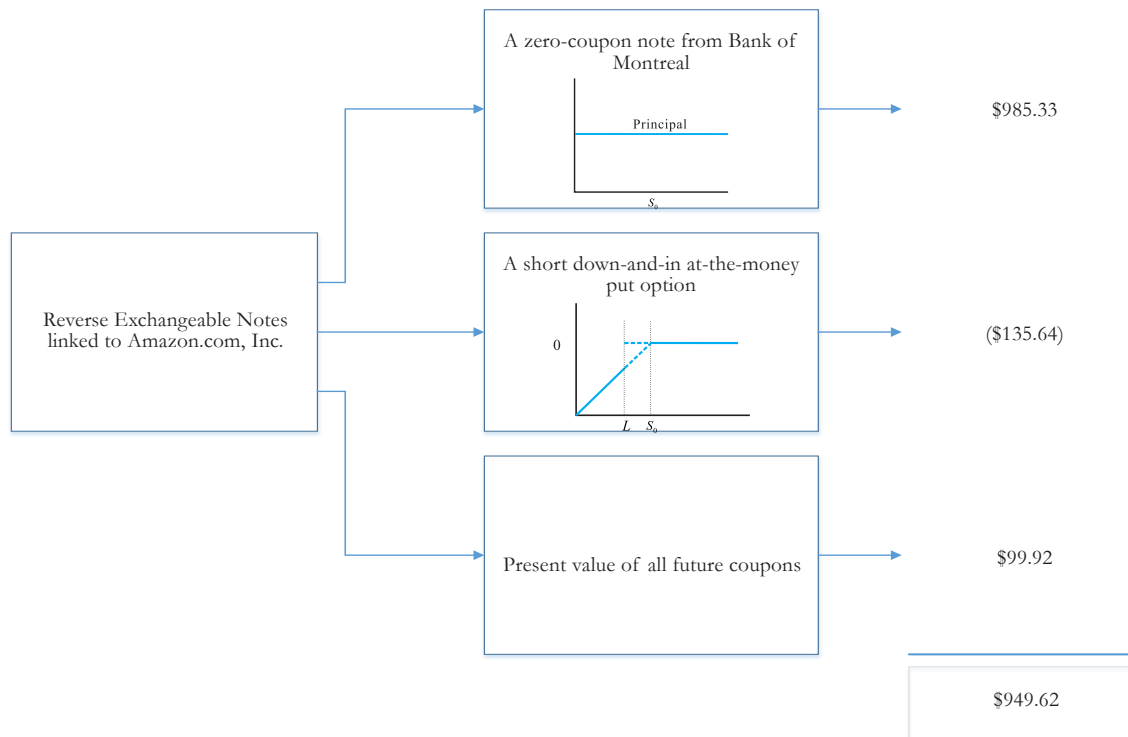 A zero-coupon note from Bank of
Montreal
Principal
S₀
$985.33
Reverse Exchangeable Notes
linked to Amazon.com, Inc.
A short down-and-in at-the-money
put option
0
L S₀
($135.64)
Present value of all future coupons
$99.92
$949.62